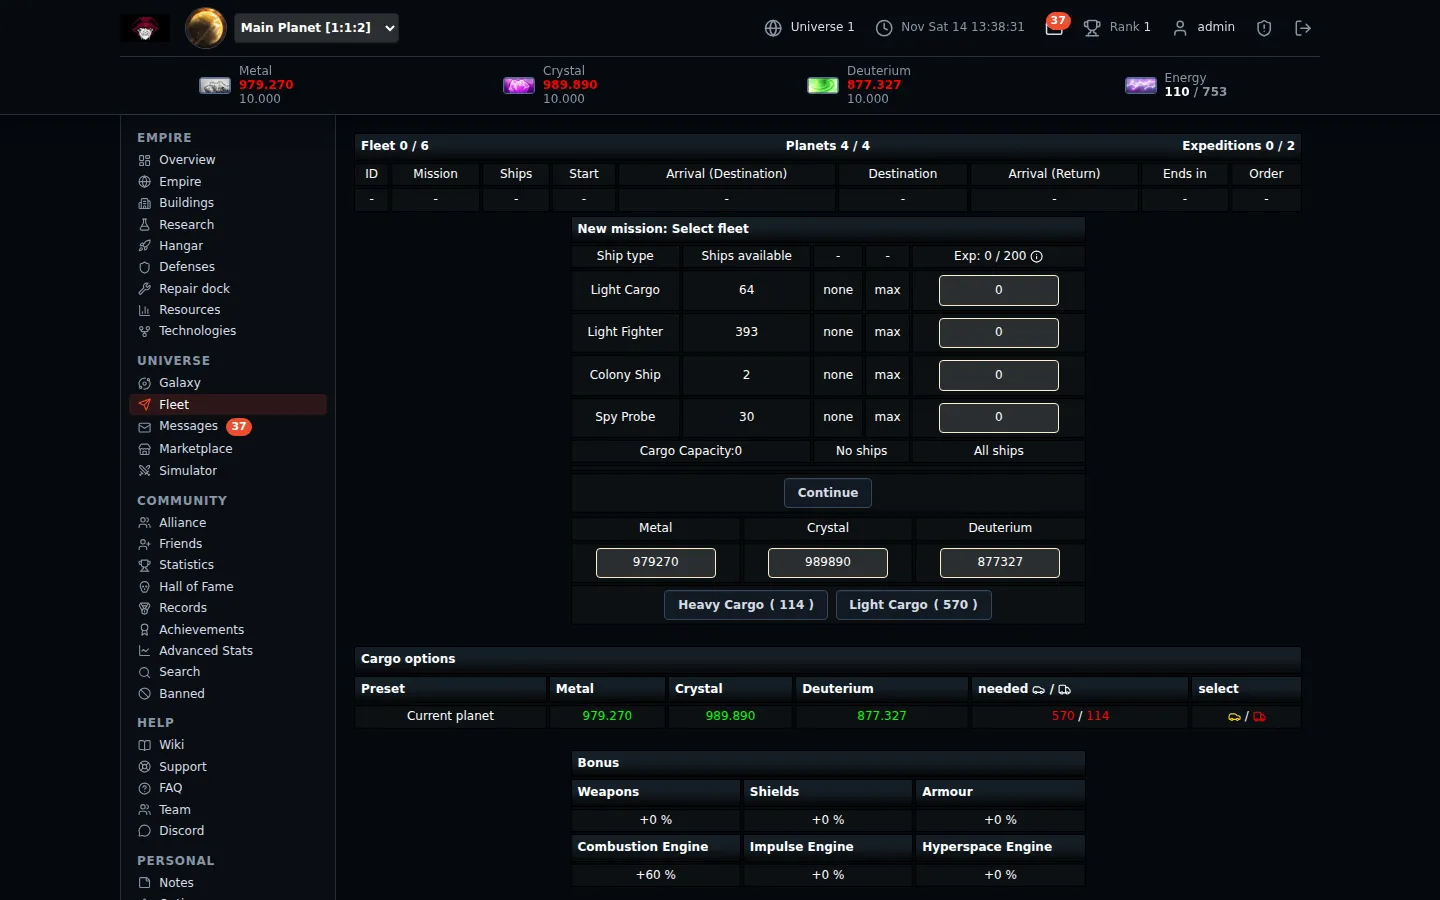 Main Planet [1:1:2]
Universe 1
Nov Sat 14 13:38:31
37
Rank 1
admin
Metal
979.270
10.000
Crystal
989.890
10.000
Deuterium
877.327
10.000
Energy
110 / 753
EMPIRE
Overview
Empire
Buildings
Research
Hangar
Defenses
Repair dock
Resources
Technologies
UNIVERSE
Galaxy
Fleet
Messages 37
Marketplace
Simulator
COMMUNITY
Alliance
Friends
Statistics
Hall of Fame
Records
Achievements
Advanced Stats
Search
Banned
HELP
Wiki
Support
FAQ
Team
Discord
PERSONAL
Notes
Fleet 0 / 6 Planets 4 / 4 Expeditions 0 / 2
ID Mission Ships Start Arrival (Destination) Destination Arrival (Return) Ends in Order
- - - - - - - - -
New mission: Select fleet
Ship type Ships available - - Exp: 0 / 200
Light Cargo 64 none max 0
Light Fighter 393 none max 0
Colony Ship 2 none max 0
Spy Probe 30 none max 0
Cargo Capacity:0 No ships All ships
Continue
Metal Crystal Deuterium
979270 989890 877327
Heavy Cargo ( 114 ) Light Cargo ( 570 )
Cargo options
Preset Metal Crystal Deuterium needed / select
Current planet 979.270 989.890 877.327 570 / 114 /
Bonus
Weapons Shields Armour
+0 % +0 % +0 %
Combustion Engine Impulse Engine Hyperspace Engine
+60 % +0 % +0 %